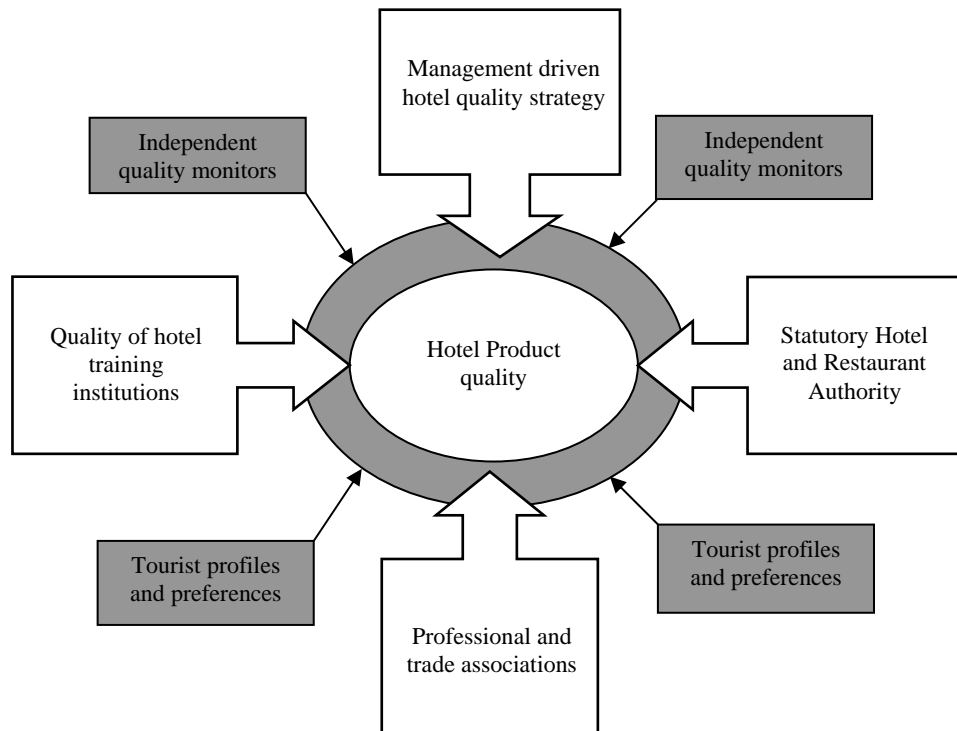 Management driven
hotel quality strategy
Independent
quality monitors
Independent
quality monitors
Quality of hotel
training
institutions
Hotel Product
quality
Statutory Hotel
and Restaurant
Authority
Tourist profiles
and preferences
Tourist profiles
and preferences
Professional and
trade associations